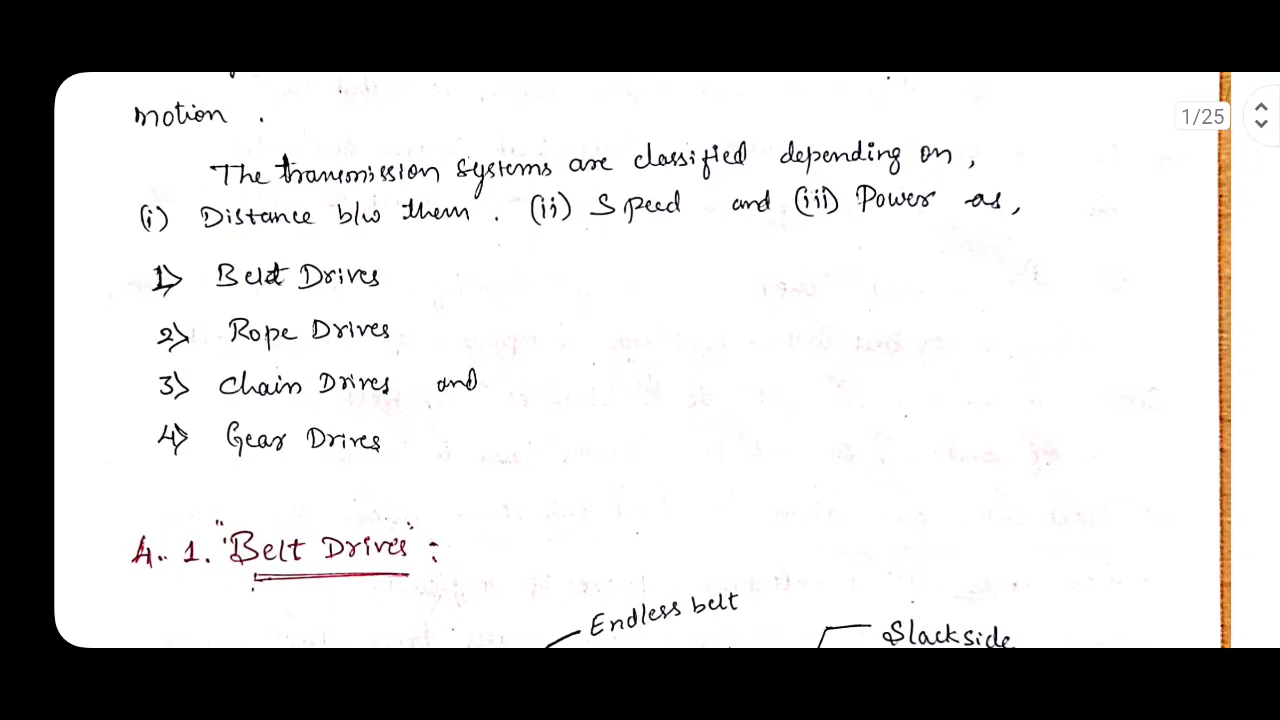 motion .
1/25
The transmission systems are classified depending on,
(i) Distance b/w them. (ii) Speed and (iii) Power as,
1> Belt Drives
2> Rope Drives
3> Chain Drives and
4> Gear Drives
4. 1. "Belt Drives" :
Endless belt
Slackside